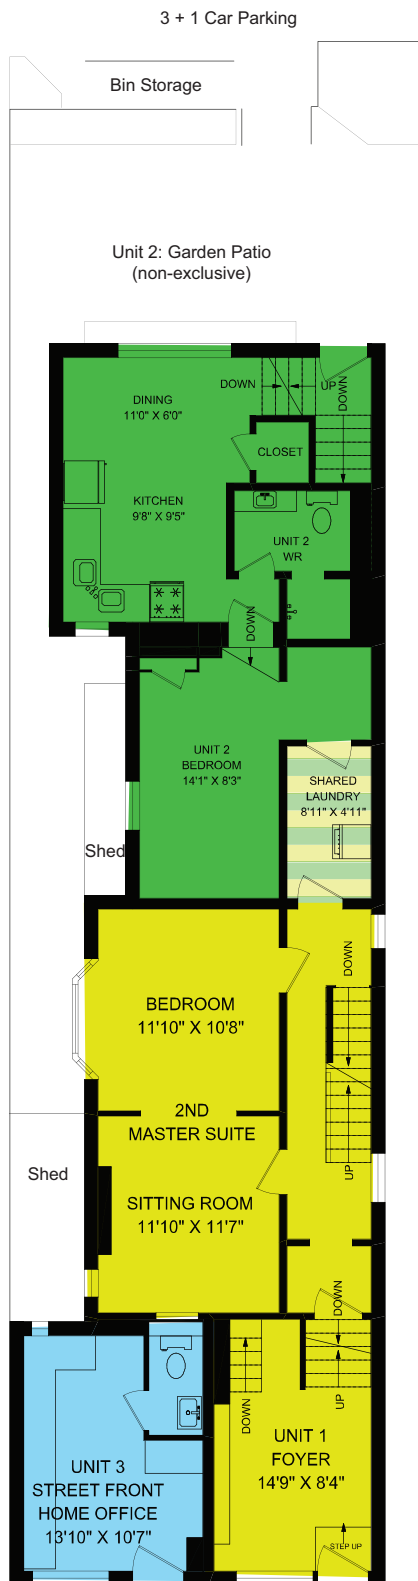 3 + 1 Car Parking
Bin Storage
Unit 2: Garden Patio
(non-exclusive)
DINING
11'0" X 6'0"
DOWN
UP
DOWN
CLOSET
KITCHEN
9'8" X 9'5"
UNIT 2
WR
DOWN
UNIT 2
BEDROOM
14'1" X 8'3"
SHARED
LAUNDRY
8'11" X 4'11"
Shed
DOWN
BEDROOM
11'10" X 10'8"
2ND
MASTER SUITE
UP
Shed
SITTING ROOM
11'10" X 11'7"
DOWN
DOWN
UP
UNIT 1
FOYER
14'9" X 8'4"
STEP UP
UNIT 3
STREET FRONT
HOME OFFICE
13'10" X 10'7"